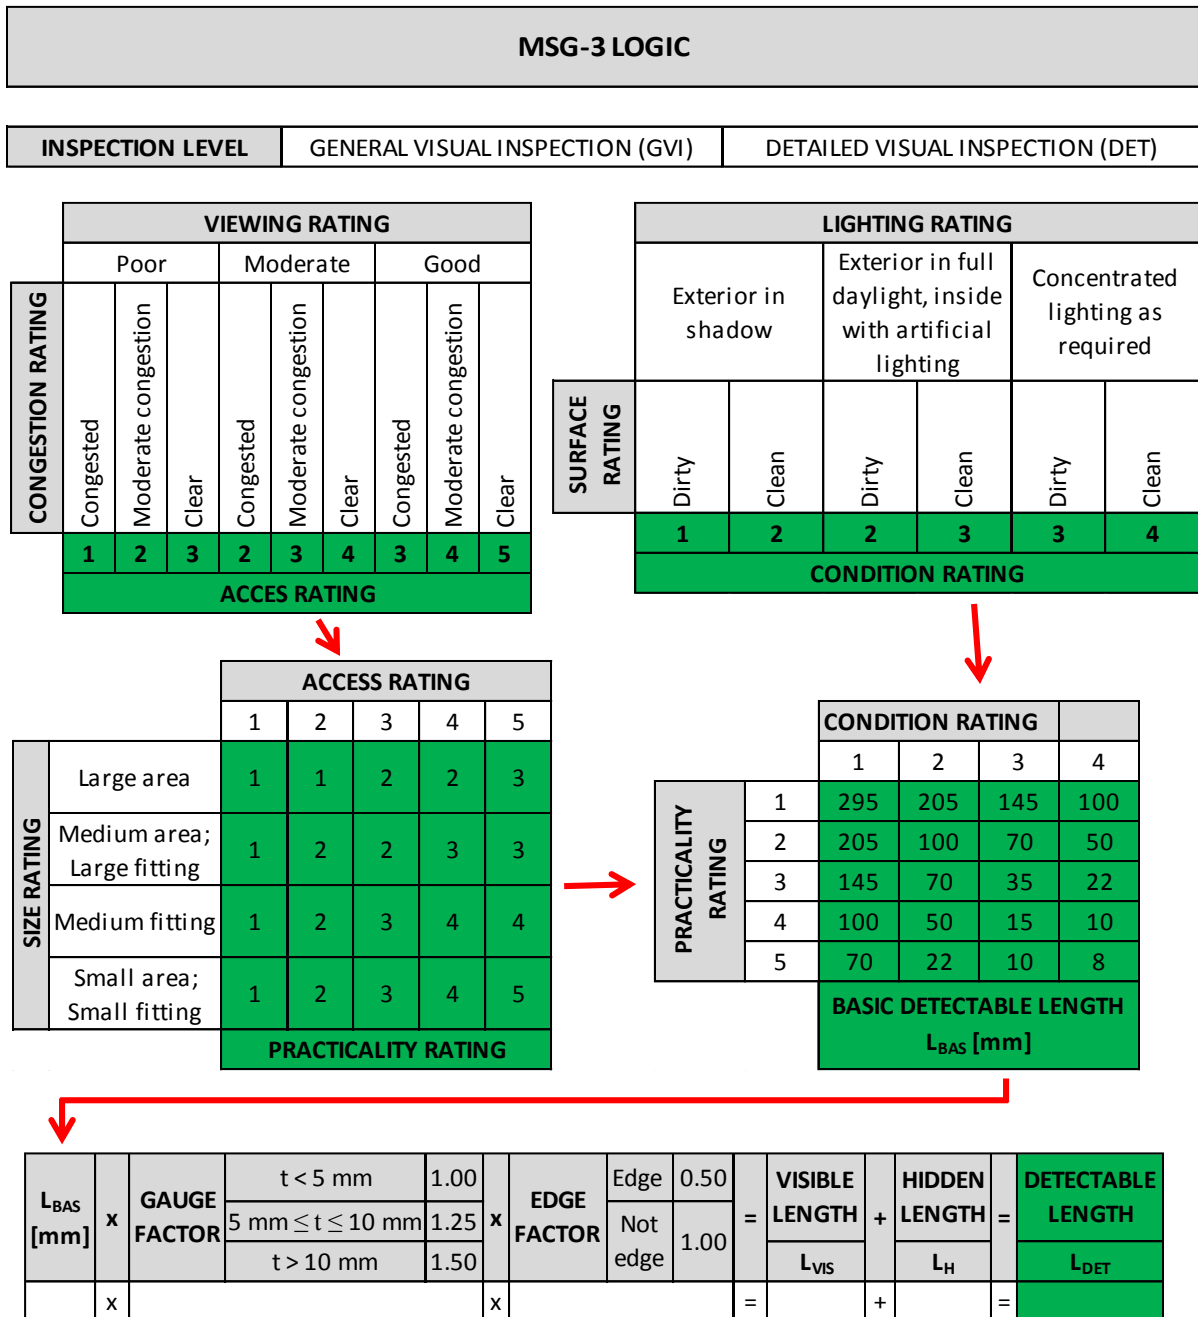 MSG-3 LOGIC
INSPECTION LEVEL GENERAL VISUAL INSPECTION (GVI) DETAILED VISUAL INSPECTION (DET)
VIEWING RATING
Poor Moderate Good
CONGESTION RATING
Congested
Moderate congestion
Clear
Congested
Moderate congestion
Clear
Congested
Moderate congestion
Clear
1 2 3 2 3 4 3 4 5
ACCES RATING
LIGHTING RATING
Exterior in
shadow
Exterior in full
daylight, inside
with artificial
lighting
Concentrated
lighting as
required
SURFACE
RATING
Dirty
Clean
Dirty
Clean
Dirty
Clean
1 2 2 3 3 4
CONDITION RATING
ACCESS RATING
1 2 3 4 5
SIZE RATING
Large area 1 1 2 2 3
Medium area;
Large fitting
1 2 2 3 3
Medium fitting 1 2 3 4 4
Small area;
Small fitting
1 2 3 4 5
PRACTICALITY RATING
CONDITION RATING
1 2 3 4
PRACTICALITY
RATING
1 295 205 145 100
2 205 100 70 50
3 145 70 35 22
4 100 50 15 10
5 70 22 10 8
BASIC DETECTABLE LENGTH
LBAS [mm]
LBAS
[mm]
x
GAUGE
FACTOR
t < 5 mm 1.00
5 mm ≤ t ≤ 10 mm 1.25
t > 10 mm 1.50
x
EDGE
FACTOR
Edge 0.50
Not
edge
1.00
=
VISIBLE
LENGTH
LVIS
+
HIDDEN
LENGTH
LH
=
DETECTABLE
LENGTH
LDET
x x = + =